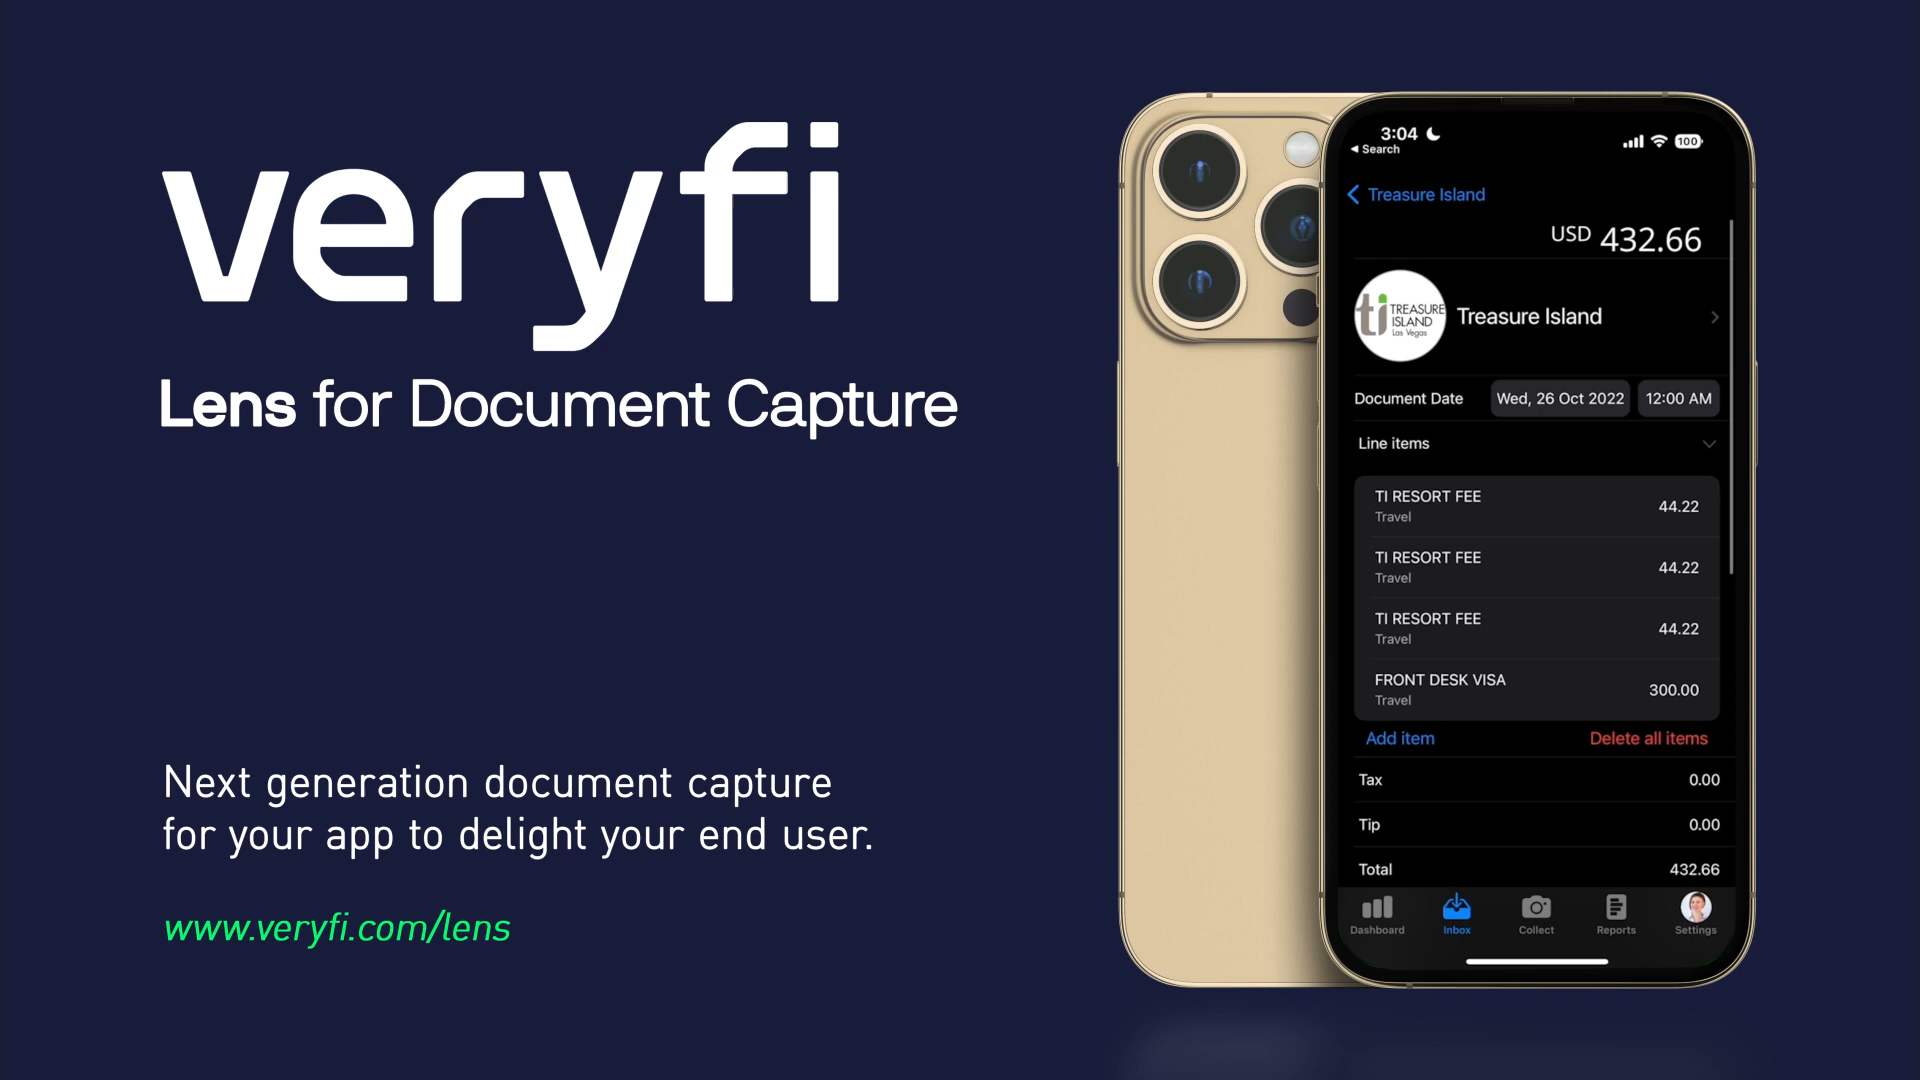 veryfi
Lens for Document Capture
Next generation document capture
for your app to delight your end user.
www.veryfi.com/lens
3:04
100
◀ Search
Treasure Island
USD 432.66
ti TREASURE
ISLAND
Las Vegas
Treasure Island
Document Date Wed, 26 Oct 2022 12:00 AM
Line items
TI RESORT FEE 44.22
Travel
TI RESORT FEE 44.22
Travel
TI RESORT FEE 44.22
Travel
FRONT DESK VISA 300.00
Travel
Add item Delete all items
Tax 0.00
Tip 0.00
Total 432.66
Dashboard Inbox Collect Reports Settings